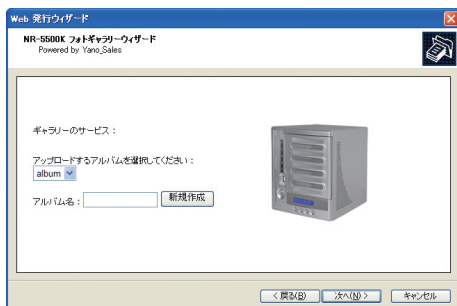 Web 発行ウィザード
NR-5500K フォトギャラリーウィザード
Powered by Yano_Sales
ギャラリーのサービス：
アップロードするアルバムを選択してください：
album
アルバム名： 新規作成
< 戻る(B) 次へ(N) > キャンセル